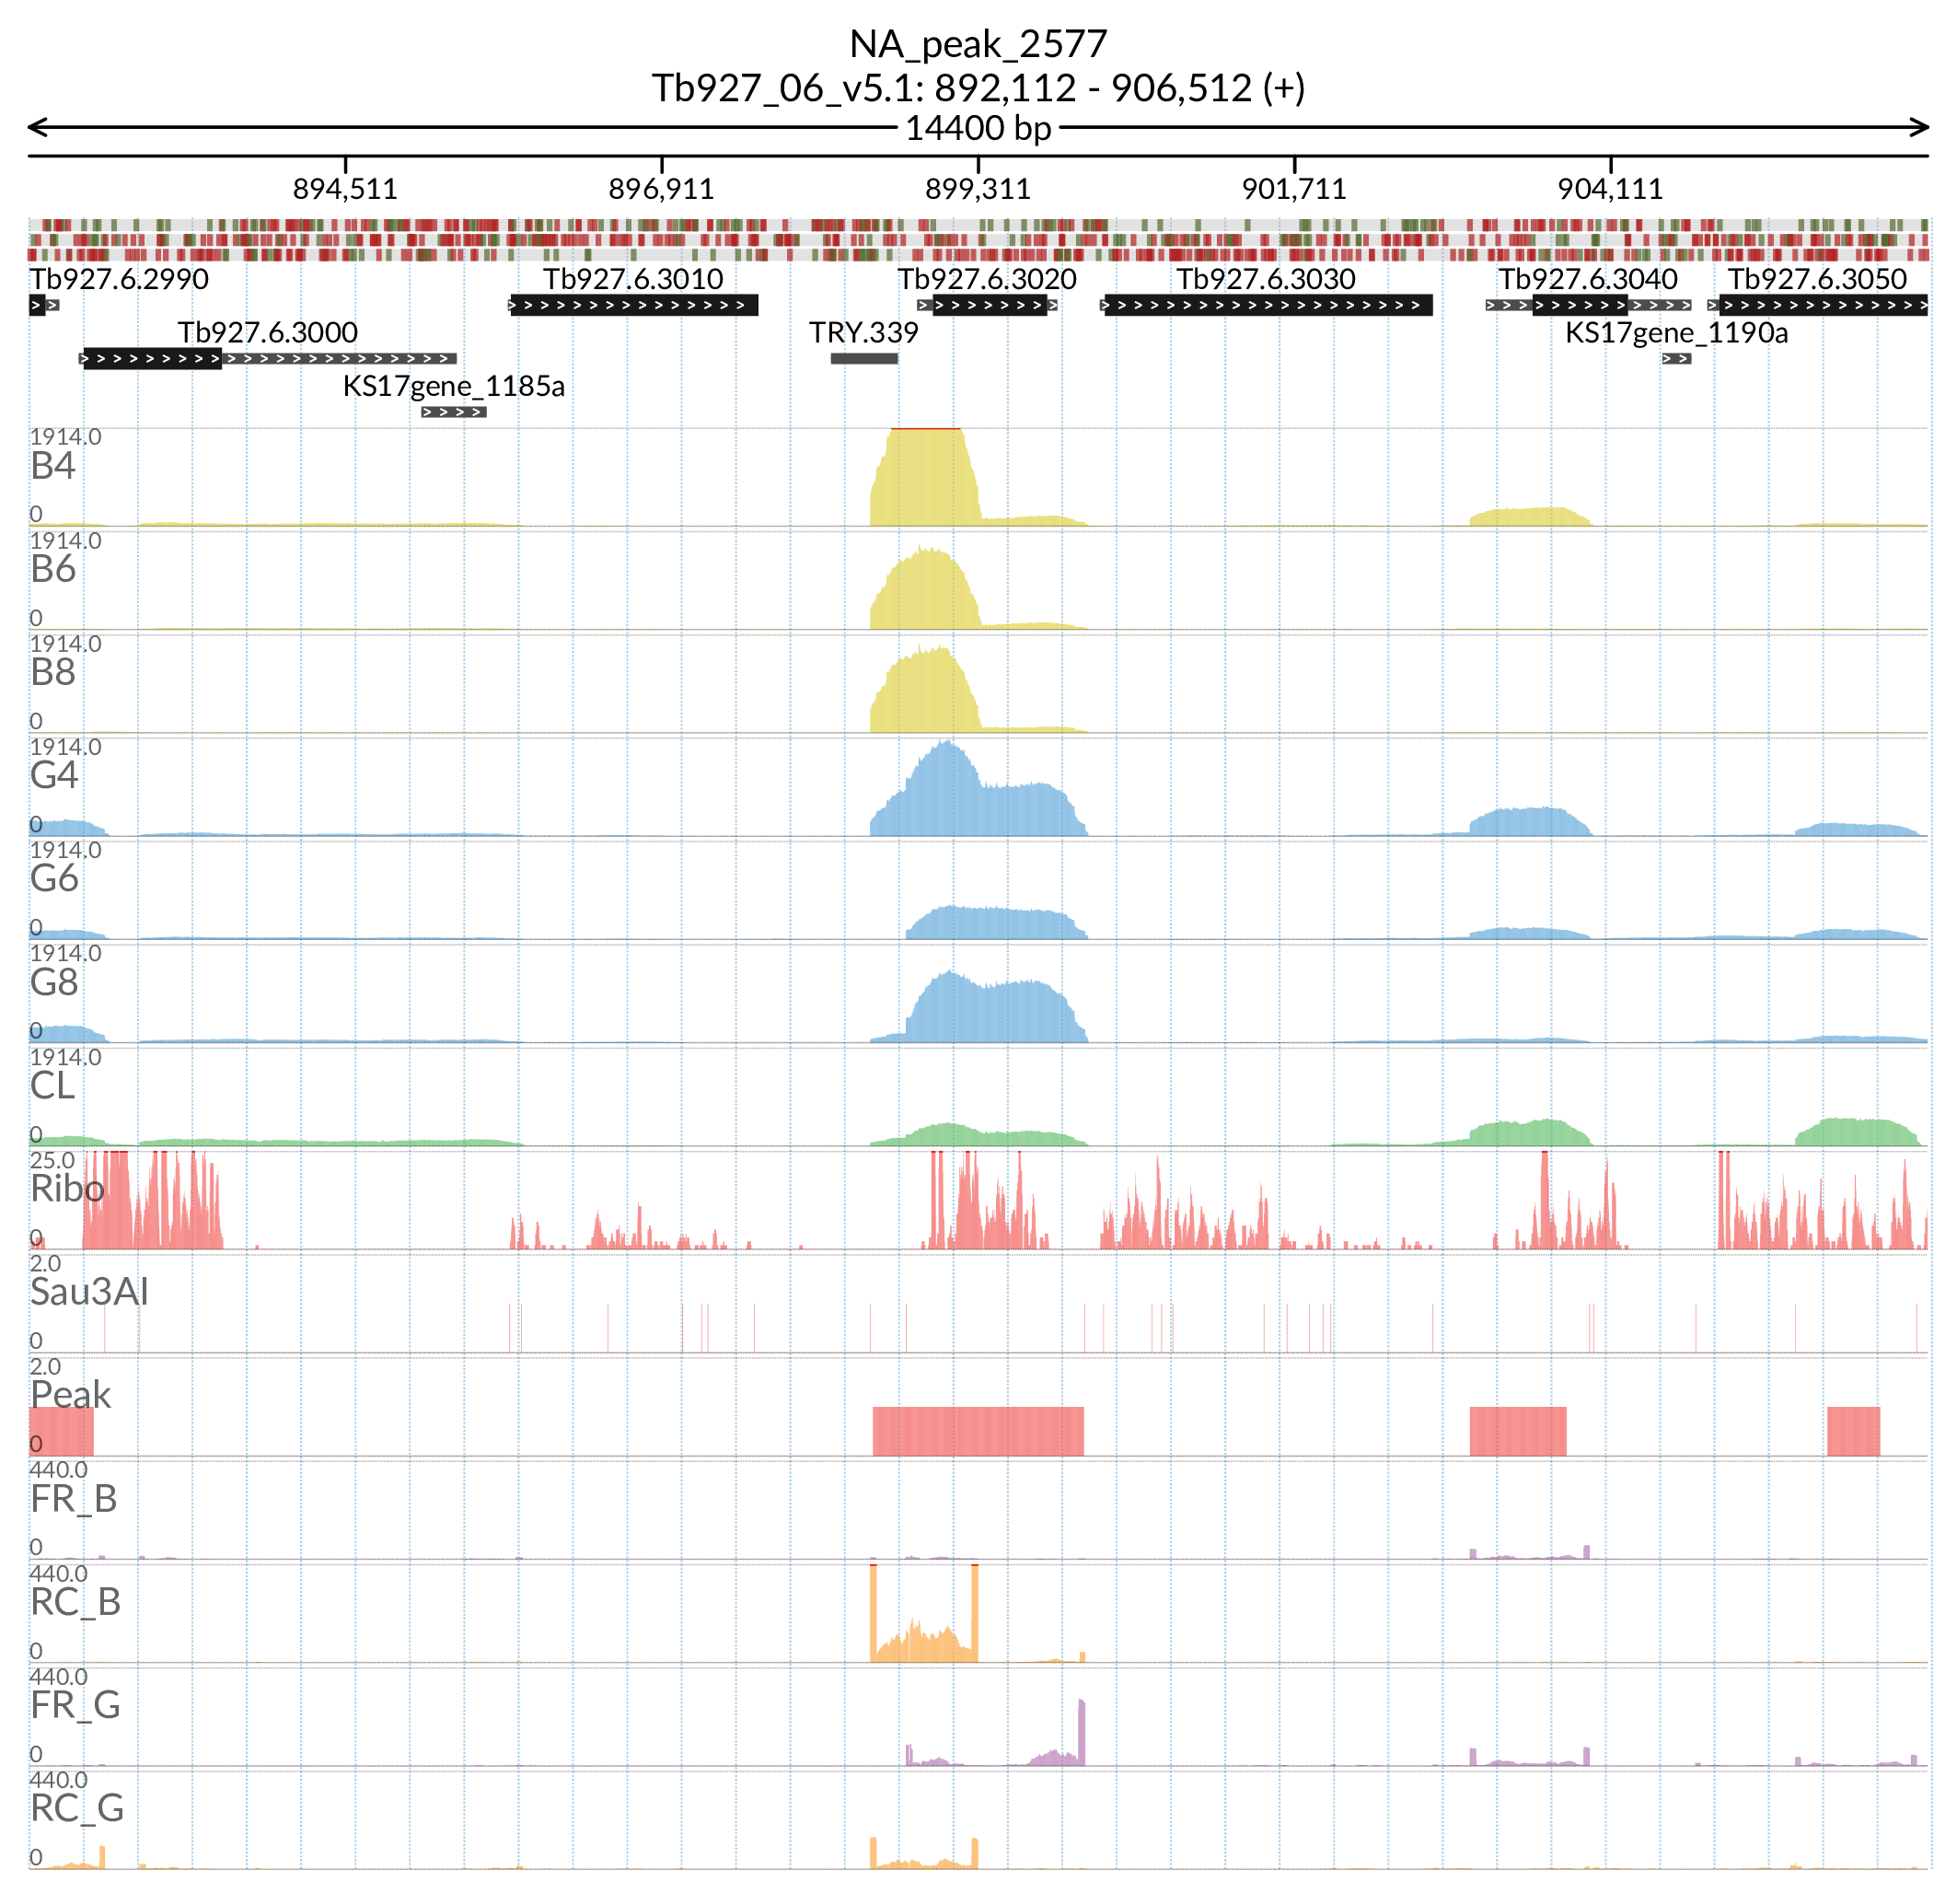 NA_peak_2577
Tb927_06_v5.1: 892,112 - 906,512 (+)
14400 bp
894,511 896,911 899,311 901,711 904,111
Tb927.6.2990 Tb927.6.3010 Tb927.6.3020 Tb927.6.3030 Tb927.6.3040 Tb927.6.3050
Tb927.6.3000 TRY.339 KS17gene_1190a
KS17gene_1185a
1914.0
B4
0
1914.0
B6
0
1914.0
B8
0
1914.0
G4
0
1914.0
G6
0
1914.0
G8
0
1914.0
CL
0
25.0
Ribo
0
2.0
Sau3AI
0
2.0
Peak
0
440.0
FR_B
0
440.0
RC_B
0
440.0
FR_G
0
440.0
RC_G
0